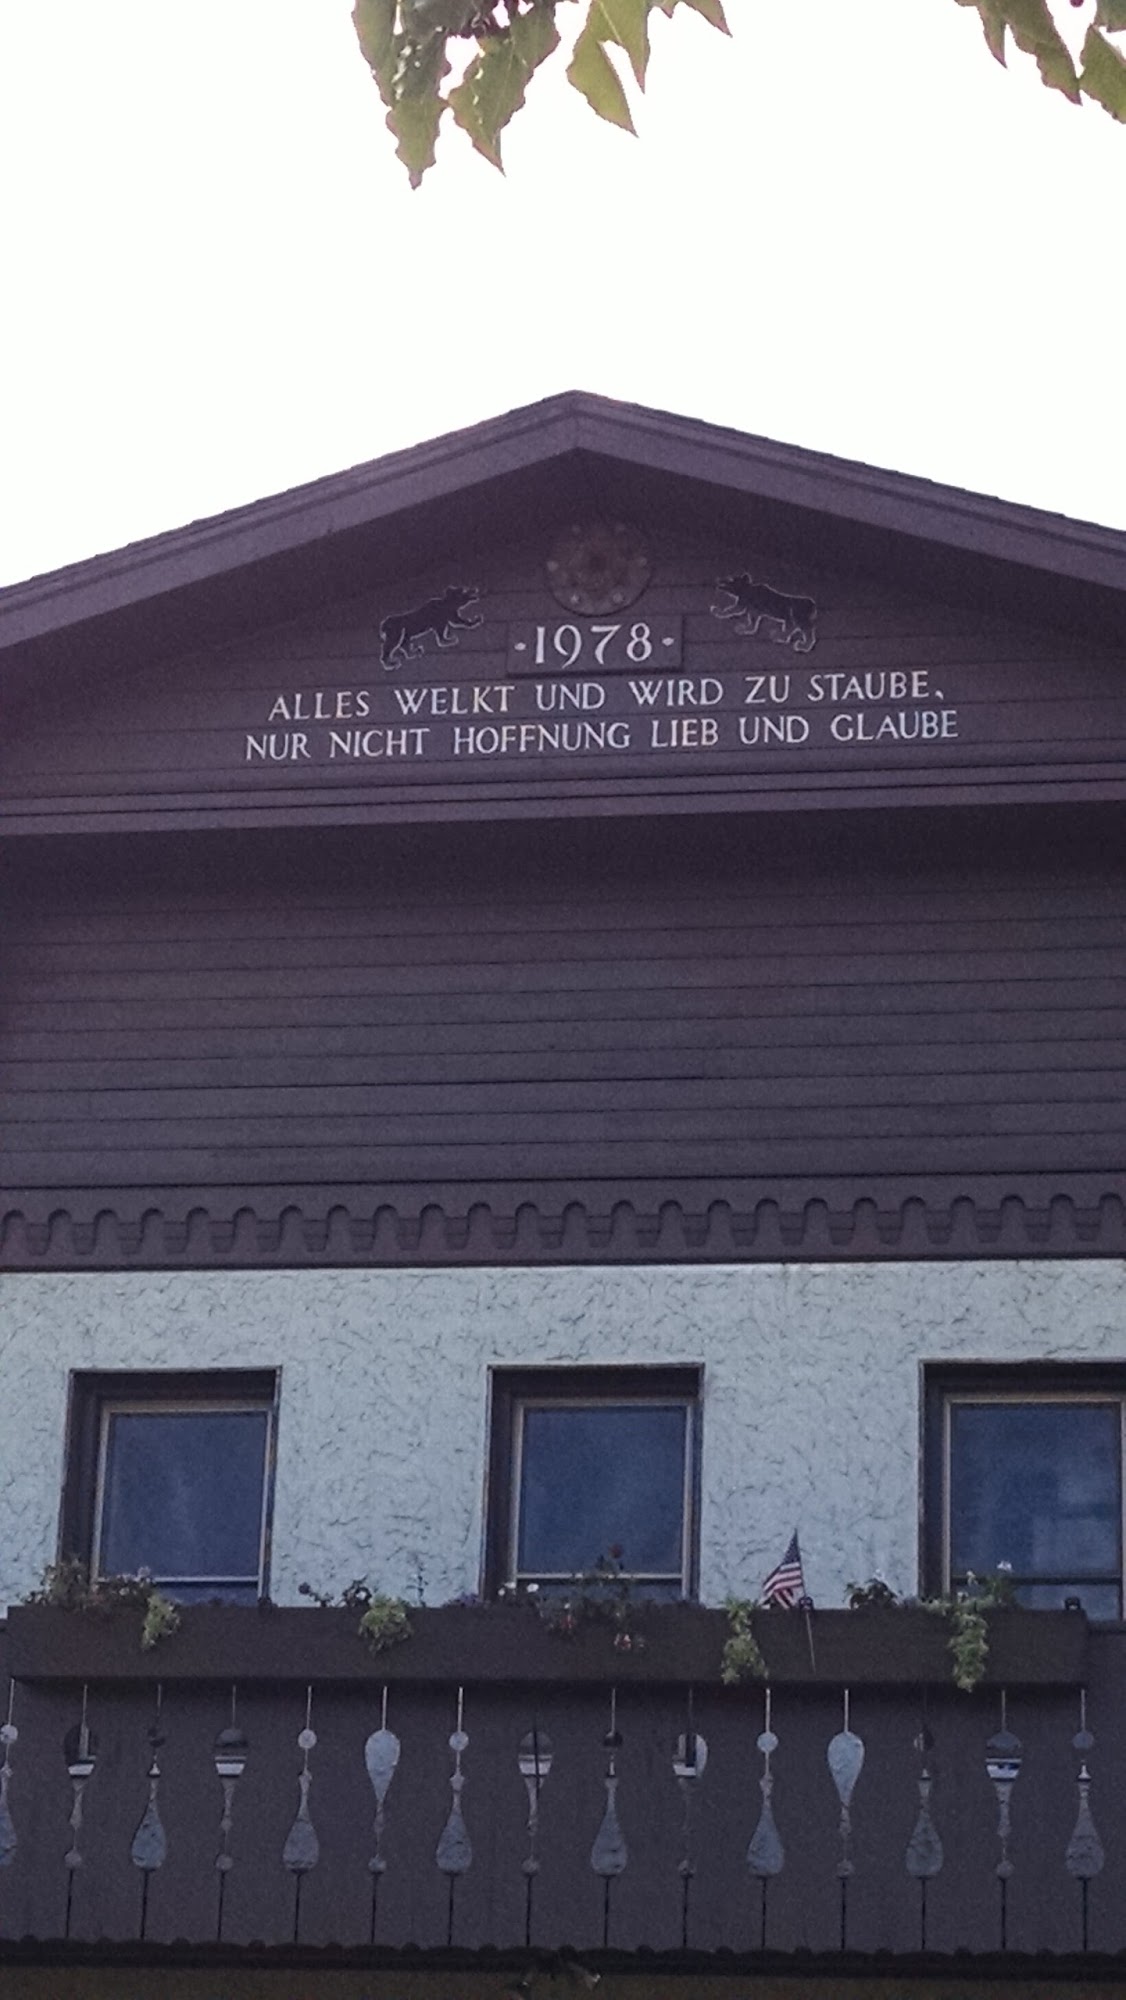 ·1978·
ALLES WELKT UND WIRD ZU STAUBE,
NUR NICHT HOFFNUNG LIEB UND GLAUBE